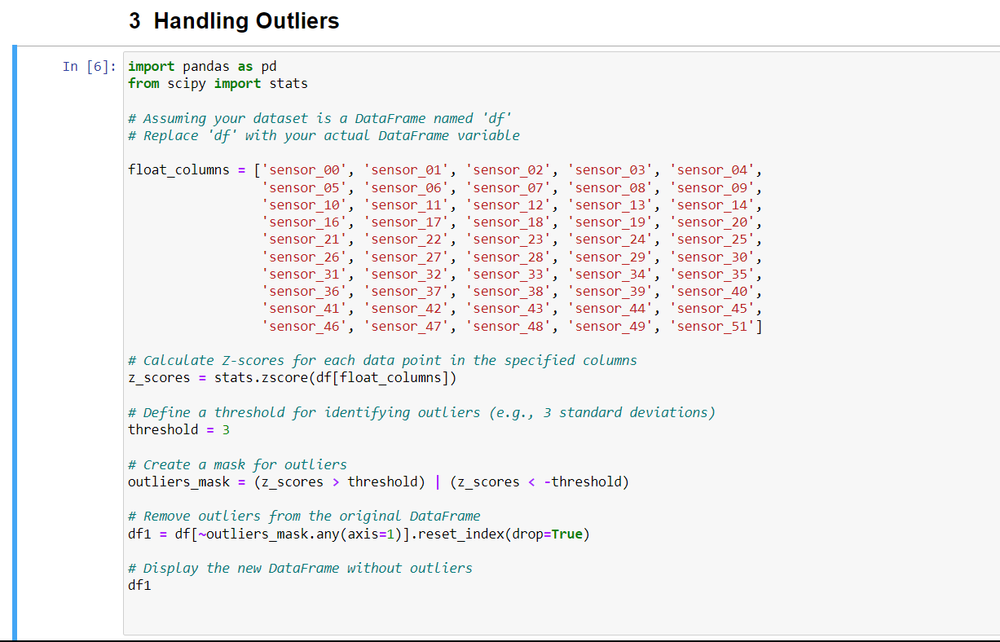 3 Handling Outliers
In [6]: import pandas as pd
from scipy import stats
# Assuming your dataset is a DataFrame named 'df'
# Replace 'df' with your actual DataFrame variable
float_columns = ['sensor_00', 'sensor_01', 'sensor_02', 'sensor_03', 'sensor_04',
'sensor_05', 'sensor_06', 'sensor_07', 'sensor_08', 'sensor_09',
'sensor_10', 'sensor_11', 'sensor_12', 'sensor_13', 'sensor_14',
'sensor_16', 'sensor_17', 'sensor_18', 'sensor_19', 'sensor_20',
'sensor_21', 'sensor_22', 'sensor_23', 'sensor_24', 'sensor_25',
'sensor_26', 'sensor_27', 'sensor_28', 'sensor_29', 'sensor_30',
'sensor_31', 'sensor_32', 'sensor_33', 'sensor_34', 'sensor_35',
'sensor_36', 'sensor_37', 'sensor_38', 'sensor_39', 'sensor_40',
'sensor_41', 'sensor_42', 'sensor_43', 'sensor_44', 'sensor_45',
'sensor_46', 'sensor_47', 'sensor_48', 'sensor_49', 'sensor_51']
# Calculate Z-scores for each data point in the specified columns
z_scores = stats.zscore(df[float_columns])
# Define a threshold for identifying outliers (e.g., 3 standard deviations)
threshold = 3
# Create a mask for outliers
outliers_mask = (z_scores > threshold) | (z_scores < -threshold)
# Remove outliers from the original DataFrame
df1 = df[~outliers_mask.any(axis=1)].reset_index(drop=True)
# Display the new DataFrame without outliers
df1